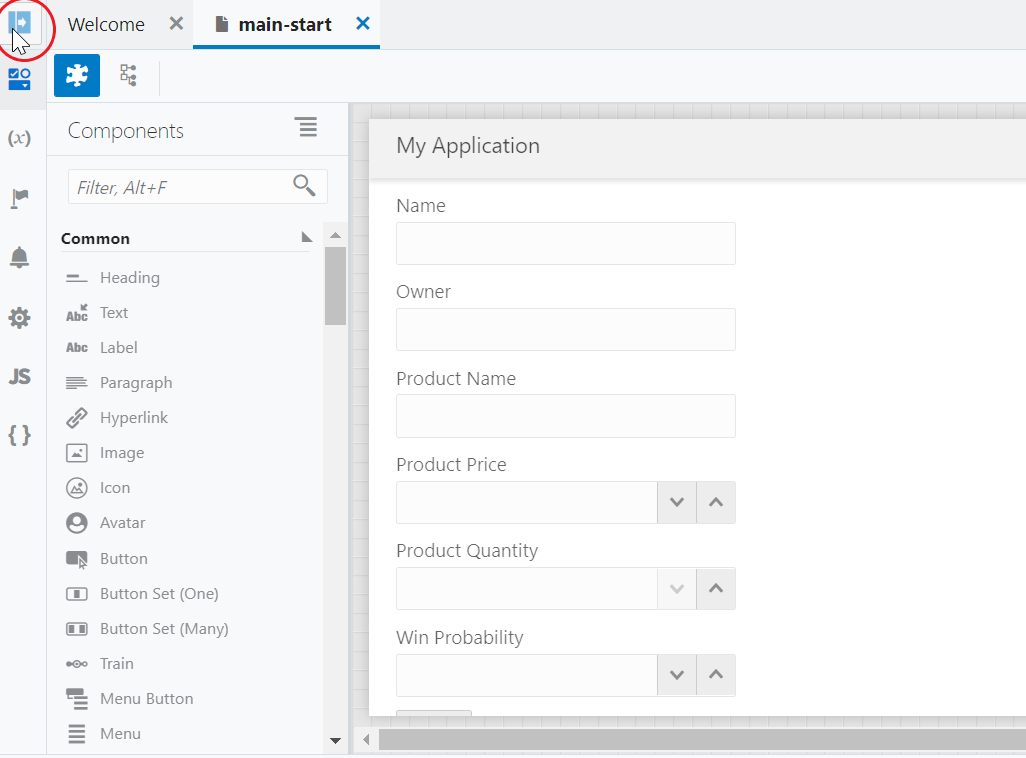 Welcome
main-start
Components
My Application
Filter, Alt+F
Name
Common
Heading
Owner
Text
(x)
Abc
Label
Abc
Paragraph
Product Name
JS
Hyperlink
{ }
Image
Product Price
Icon
Avatar
Button
Product Quantity
Button Set (One)
Button Set (Many)
Win Probability
Train
Menu Button
Menu